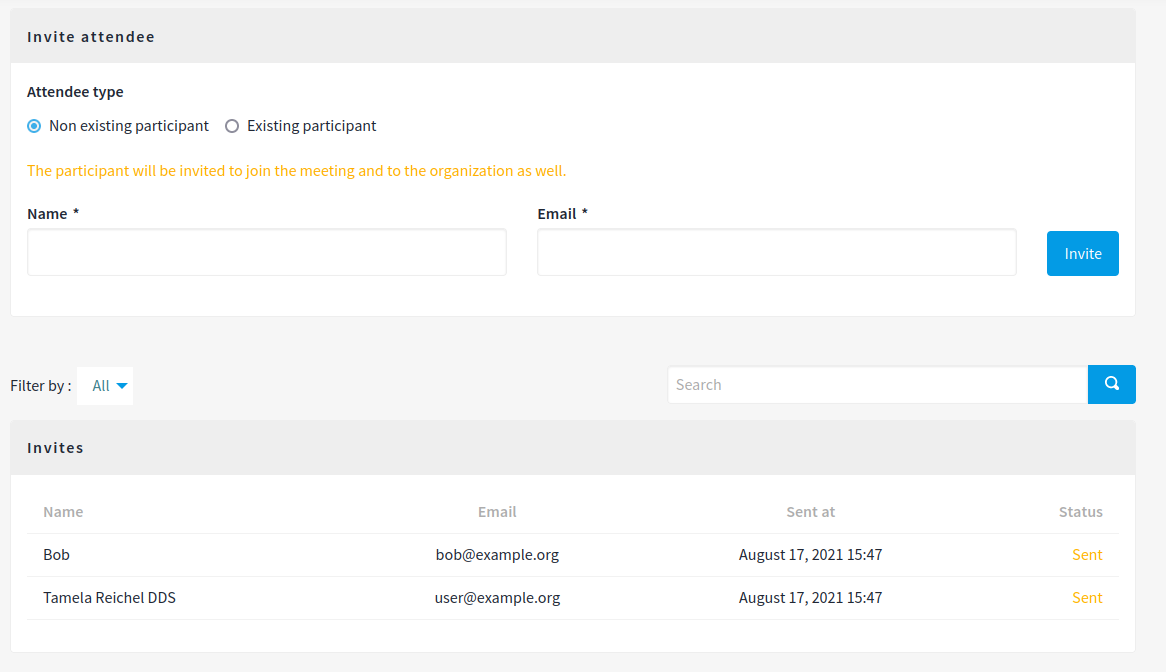 Invite attendee
Attendee type
Non existing participant Existing participant
The participant will be invited to join the meeting and to the organization as well.
Name * Email *
Invite
Filter by : All Search
Invites
Name Email Sent at Status
Bob bob@example.org August 17, 2021 15:47 Sent
Tamela Reichel DDS user@example.org August 17, 2021 15:47 Sent